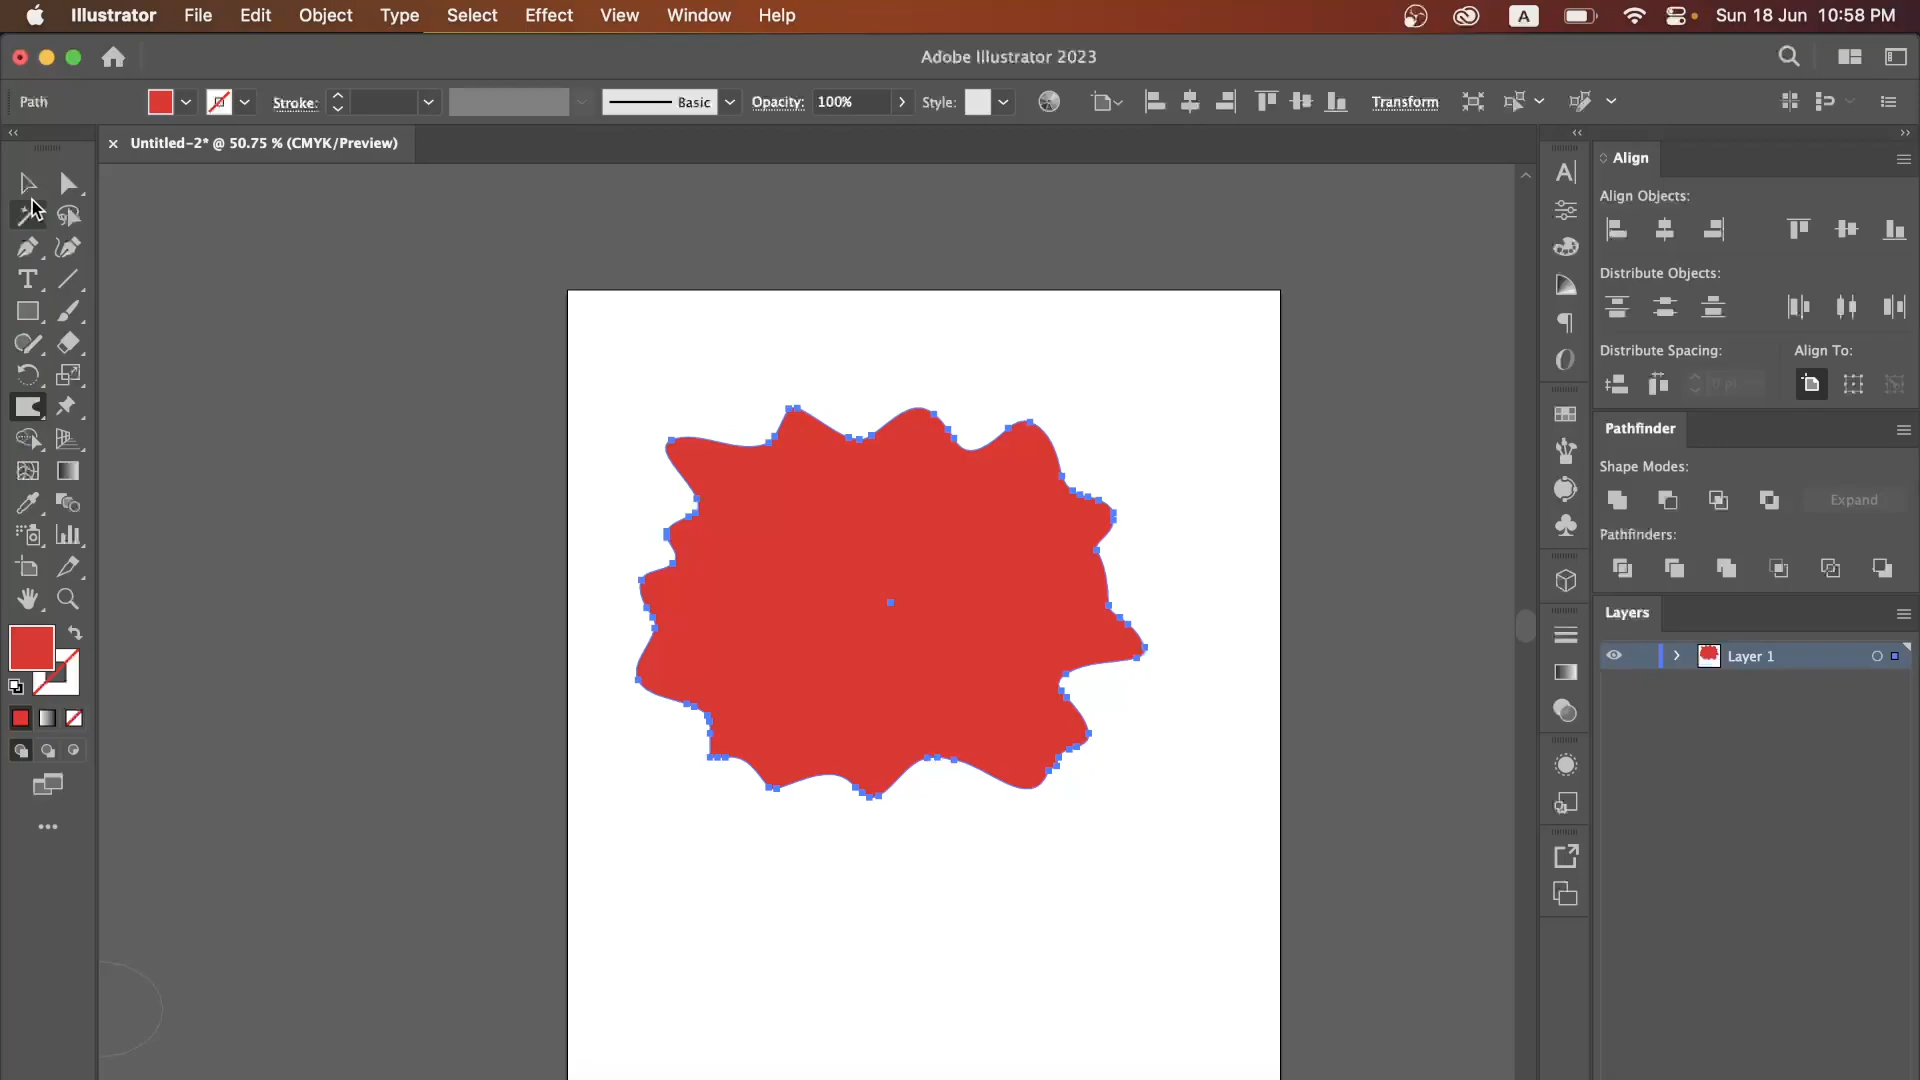 Illustrator File Edit Object Type Select Effect View Window Help A Sun 18 Jun 10:58 PM
Adobe Illustrator 2023
Path Stroke: Basic Opacity: 100% Style: Transform
Untitled-2* @ 50.75 % (CMYK/Preview)
Align
Align Objects:
Distribute Objects:
Distribute Spacing: Align To:
0 pt
Pathfinder
Shape Modes:
Expand
Pathfinders:
Layers
Layer 1